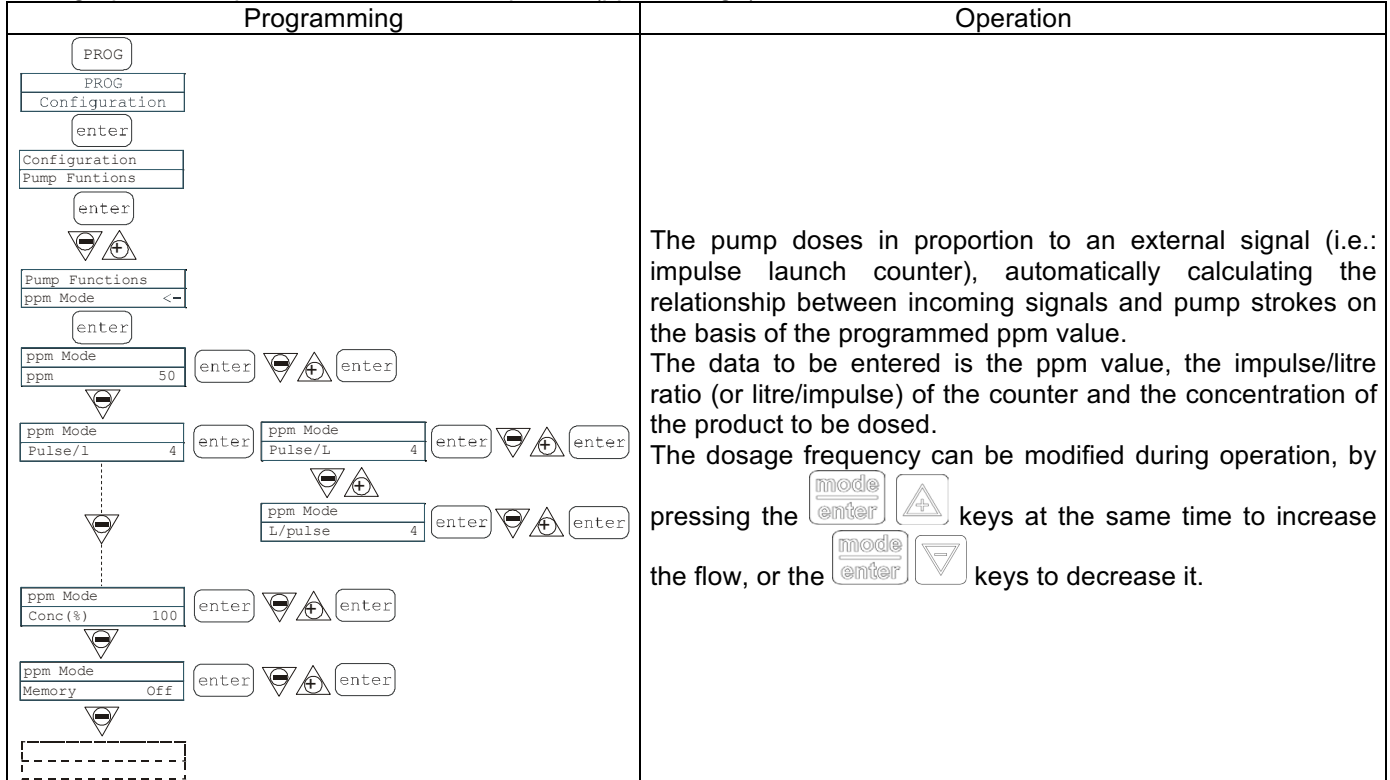 Programming
Operation
PROG
PROG
Configuration
enter
Configuration
Pump Funtions
enter
Pump Functions
ppm Mode <-
enter
ppm Mode
ppm 50 enter enter
ppm Mode
Pulse/l 4 enter
ppm Mode
Pulse/L 4 enter enter
ppm Mode
L/pulse 4 enter enter
ppm Mode
Conc(%) 100 enter enter
ppm Mode
Memory Off enter enter
The pump doses in proportion to an external signal (i.e.:
impulse launch counter), automatically calculating the
relationship between incoming signals and pump strokes on
the basis of the programmed ppm value.
The data to be entered is the ppm value, the impulse/litre
ratio (or litre/impulse) of the counter and the concentration of
the product to be dosed.
The dosage frequency can be modified during operation, by
pressing the mode enter keys at the same time to increase
the flow, or the mode enter keys to decrease it.